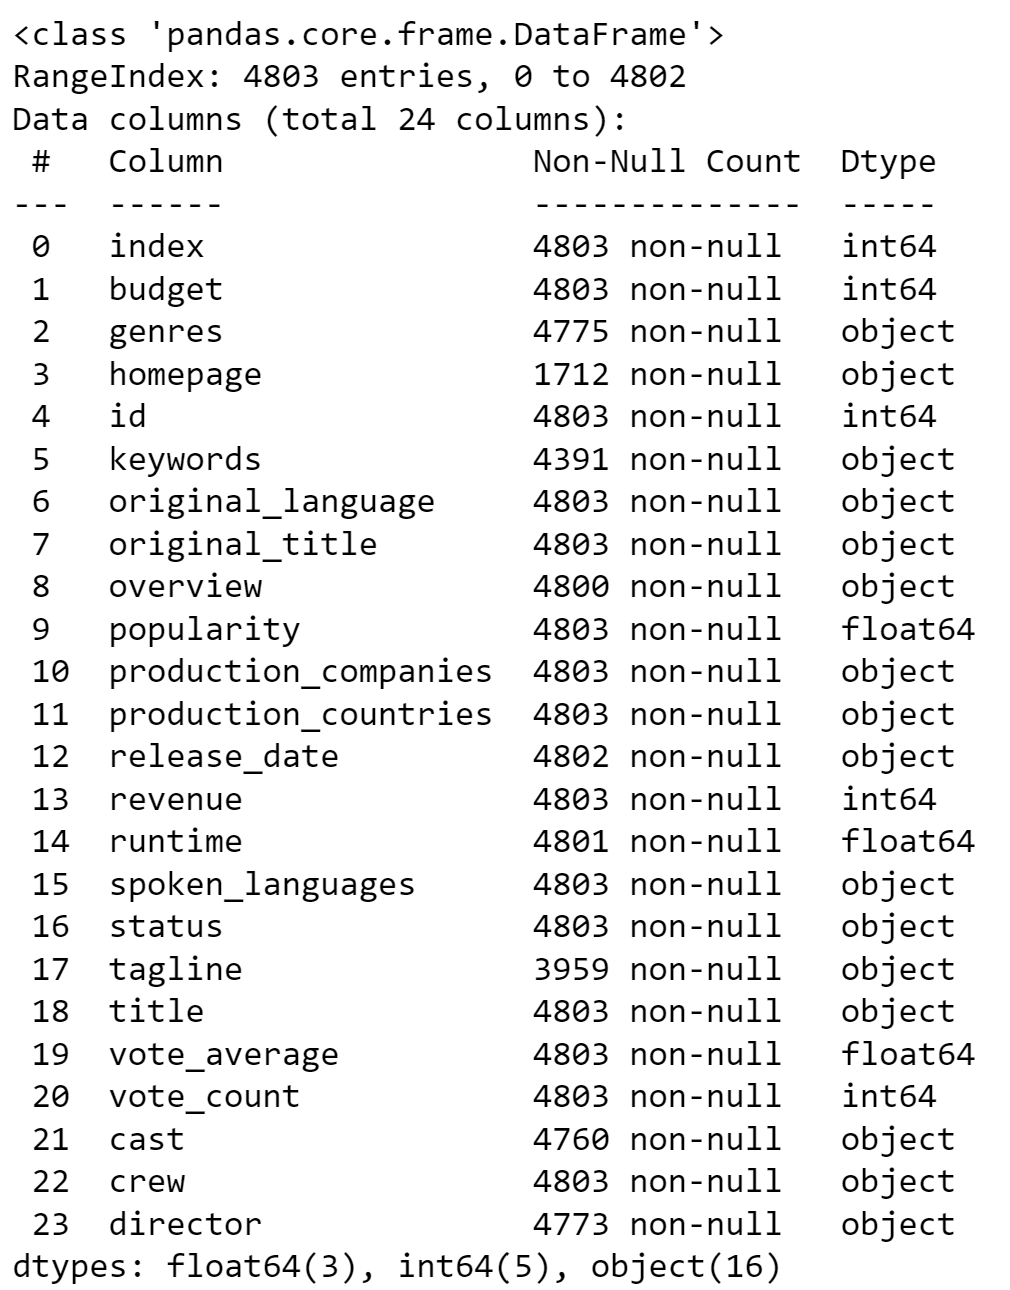 <class 'pandas.core.frame.DataFrame'>
RangeIndex: 4803 entries, 0 to 4802
Data columns (total 24 columns):
 #   Column                Non-Null Count  Dtype
---  ------                --------------  -----
 0   index                 4803 non-null   int64
 1   budget                4803 non-null   int64
 2   genres                4775 non-null   object
 3   homepage              1712 non-null   object
 4   id                    4803 non-null   int64
 5   keywords              4391 non-null   object
 6   original_language     4803 non-null   object
 7   original_title        4803 non-null   object
 8   overview              4800 non-null   object
 9   popularity            4803 non-null   float64
 10  production_companies  4803 non-null   object
 11  production_countries  4803 non-null   object
 12  release_date          4802 non-null   object
 13  revenue               4803 non-null   int64
 14  runtime               4801 non-null   float64
 15  spoken_languages      4803 non-null   object
 16  status                4803 non-null   object
 17  tagline               3959 non-null   object
 18  title                 4803 non-null   object
 19  vote_average          4803 non-null   float64
 20  vote_count            4803 non-null   int64
 21  cast                  4760 non-null   object
 22  crew                  4803 non-null   object
 23  director              4773 non-null   object
dtypes: float64(3), int64(5), object(16)